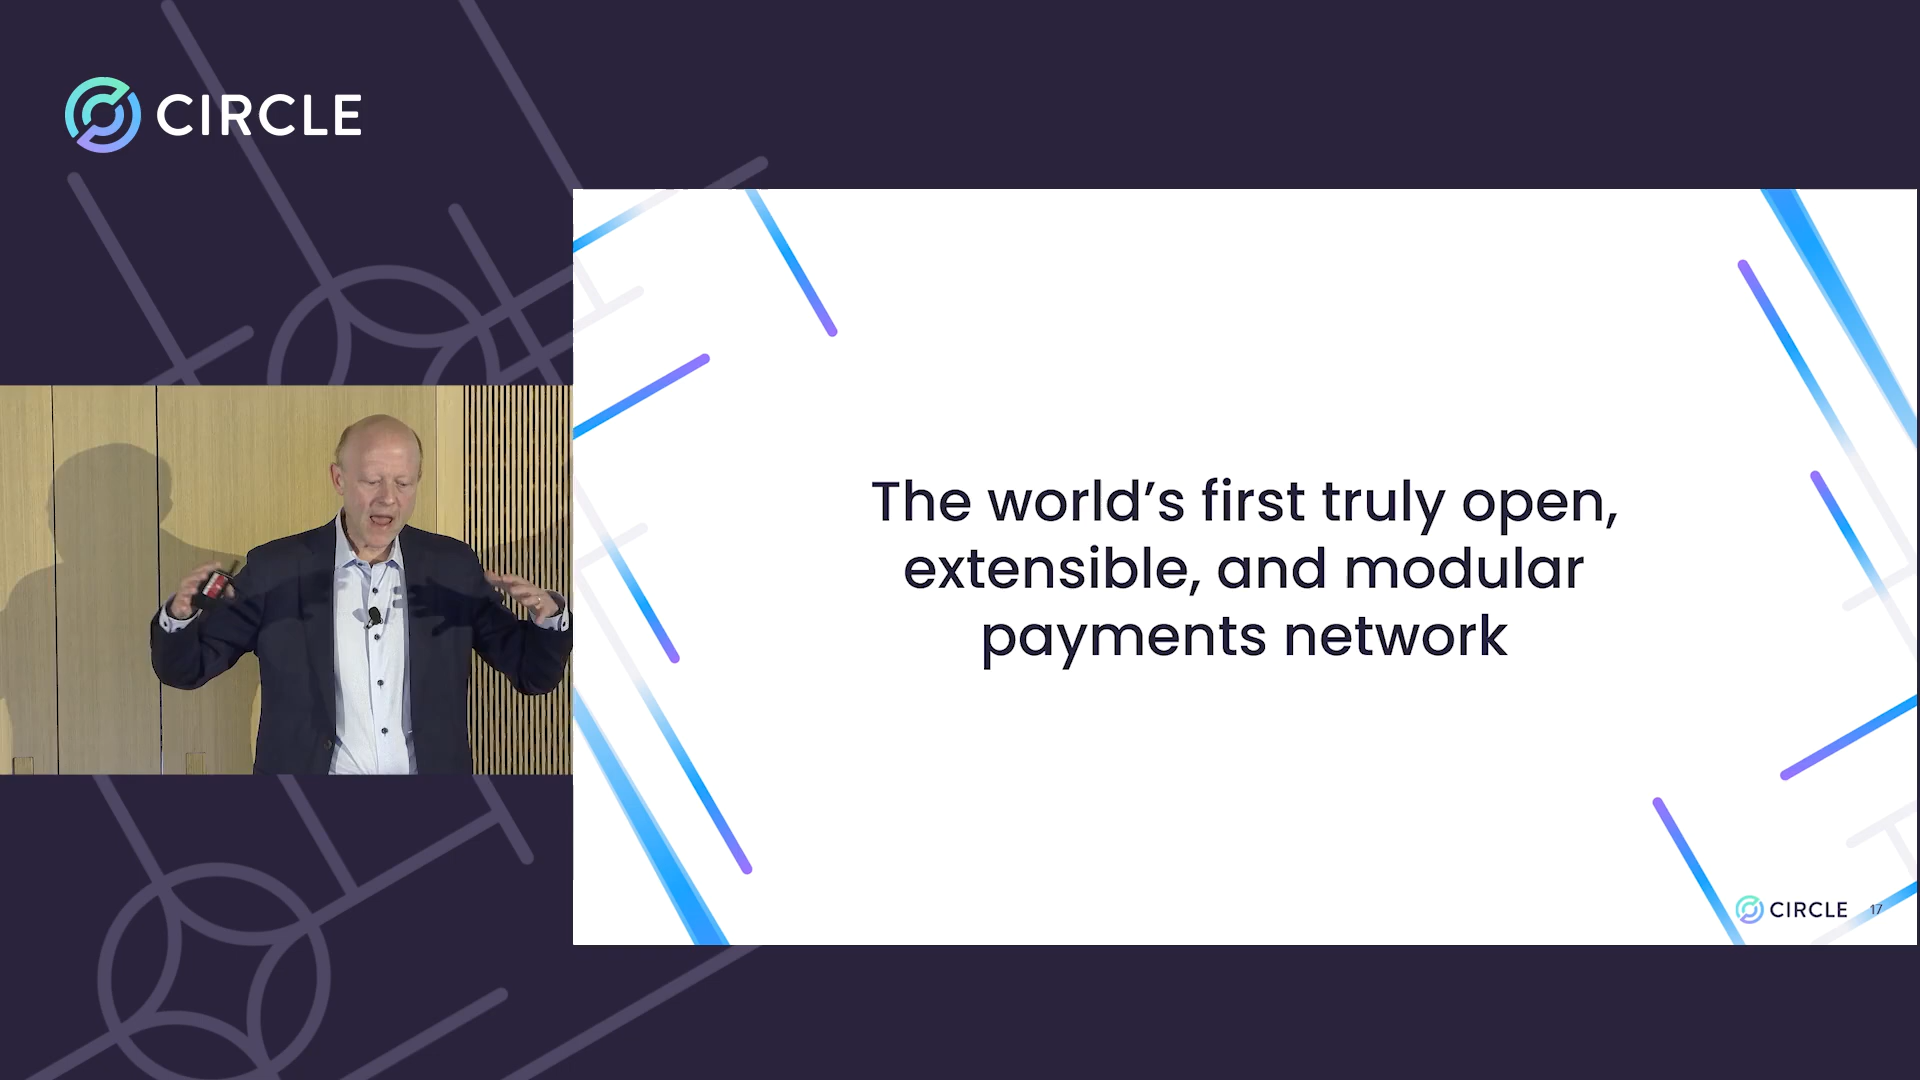 CIRCLE
The world’s first truly open,
extensible, and modular
payments network
CIRCLE 17